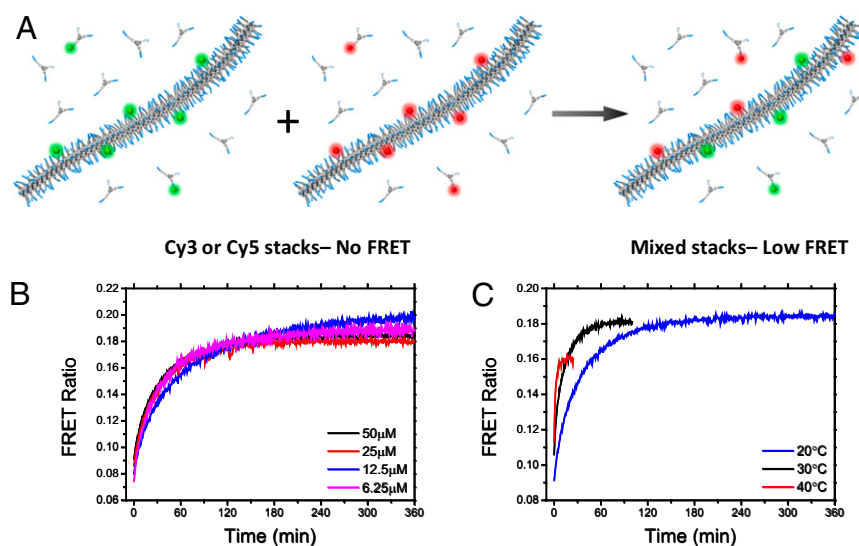 A
+
Cy3 or Cy5 stacks– No FRET
Mixed stacks– Low FRET
B
FRET Ratio
0.22
0.20
0.18
0.16
0.14
0.12
0.10
0.08
0.06
0 60 120 180 240 300 360
Time (min)
50µM
25µM
12.5µM
6.25µM
C
FRET Ratio
0.20
0.18
0.16
0.14
0.12
0.10
0.08
0 60 120 180 240 300 360
Time (min)
20°C
30°C
40°C